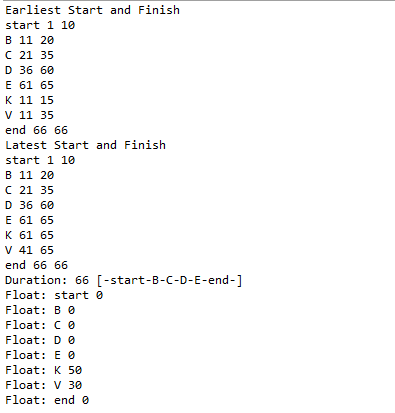 Earliest Start and Finish
start 1 10
B 11 20
C 21 35
D 36 60
E 61 65
K 11 15
V 11 35
end 66 66
Latest Start and Finish
start 1 10
B 11 20
C 21 35
D 36 60
E 61 65
K 61 65
V 41 65
end 66 66
Duration: 66 [-start-B-C-D-E-end-]
Float: start 0
Float: B 0
Float: C 0
Float: D 0
Float: E 0
Float: K 50
Float: V 30
Float: end 0